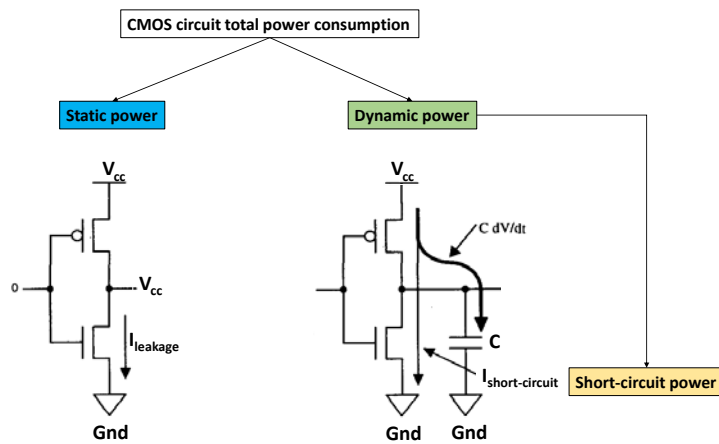 CMOS circuit total power consumption
Static power
Dynamic power
Vcc
Vcc
C dV/dt
0
Vcc
Ileakage
C
Ishort-circuit
Short-circuit power
Gnd
Gnd
Gnd